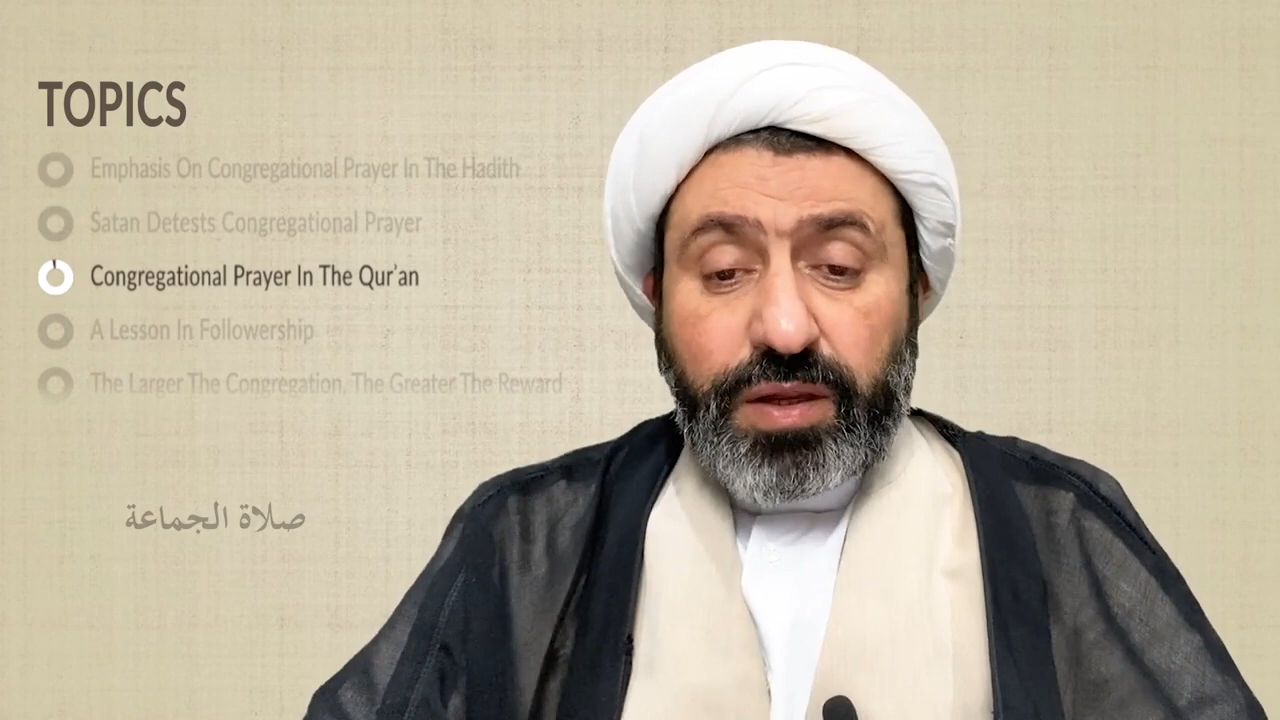 TOPICS
Emphasis On Congregational Prayer In The Hadith
Satan Detests Congregational Prayer
Congregational Prayer In The Qur'an
A Lesson In Followership
The Larger The Congregation, The Greater The Reward
صلاة الجماعة